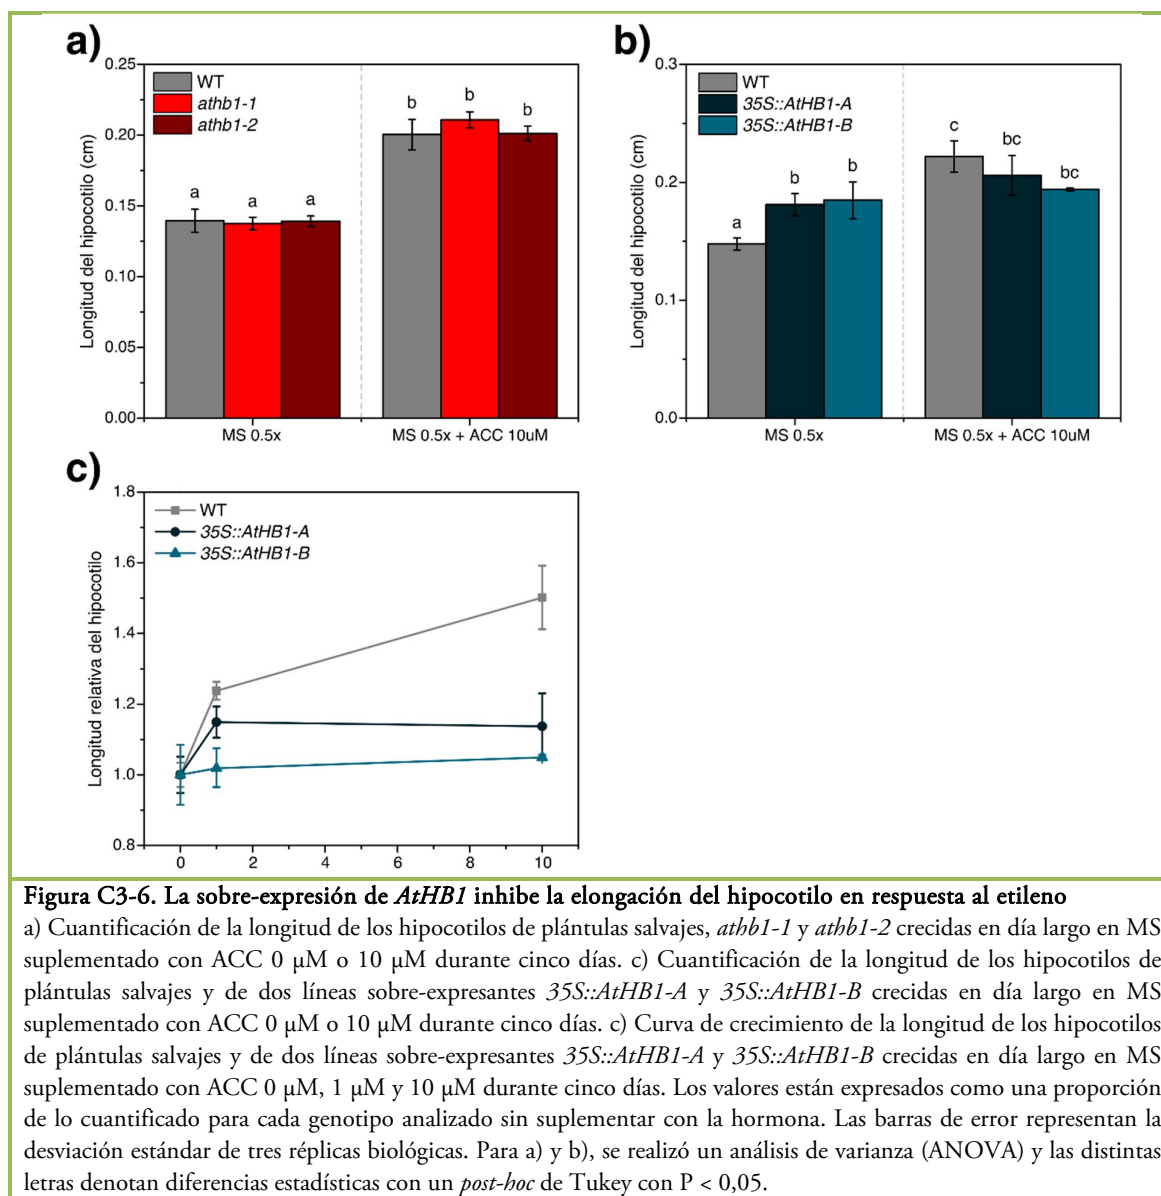 a)
Longitud del hipocotilo (cm)
0.25
0.20
0.15
0.10
0.05
0.00
WT
athb1-1
athb1-2
a
a
a
b
b
b
MS 0.5x
MS 0.5x + ACC 10uM
b)
Longitud del hipocotilo (cm)
0.3
0.2
0.1
0.0
WT
35S::AtHB1-A
35S::AtHB1-B
a
b
b
c
bc
bc
MS 0.5x
MS 0.5x + ACC 10uM
c)
Longitud relativa del hipocotilo
1.8
1.6
1.4
1.2
1.0
0.8
WT
35S::AtHB1-A
35S::AtHB1-B
0 2 4 6 8 10
Figura C3-6. La sobre-expresión de AtHB1 inhibe la elongación del hipocotilo en respuesta al etileno
a) Cuantificación de la longitud de los hipocotilos de plántulas salvajes, athb1-1 y athb1-2 crecidas en día largo en MS
suplementado con ACC 0 µM o 10 µM durante cinco días. c) Cuantificación de la longitud de los hipocotilos de
plántulas salvajes y de dos líneas sobre-expresantes 35S::AtHB1-A y 35S::AtHB1-B crecidas en día largo en MS
suplementado con ACC 0 µM o 10 µM durante cinco días. c) Curva de crecimiento de la longitud de los hipocotilos
de plántulas salvajes y de dos líneas sobre-expresantes 35S::AtHB1-A y 35S::AtHB1-B crecidas en día largo en MS
suplementado con ACC 0 µM, 1 µM y 10 µM durante cinco días. Los valores están expresados como una proporción
de lo cuantificado para cada genotipo analizado sin suplementar con la hormona. Las barras de error representan la
desviación estándar de tres réplicas biológicas. Para a) y b), se realizó un análisis de varianza (ANOVA) y las distintas
letras denotan diferencias estadísticas con un post-hoc de Tukey con P < 0,05.